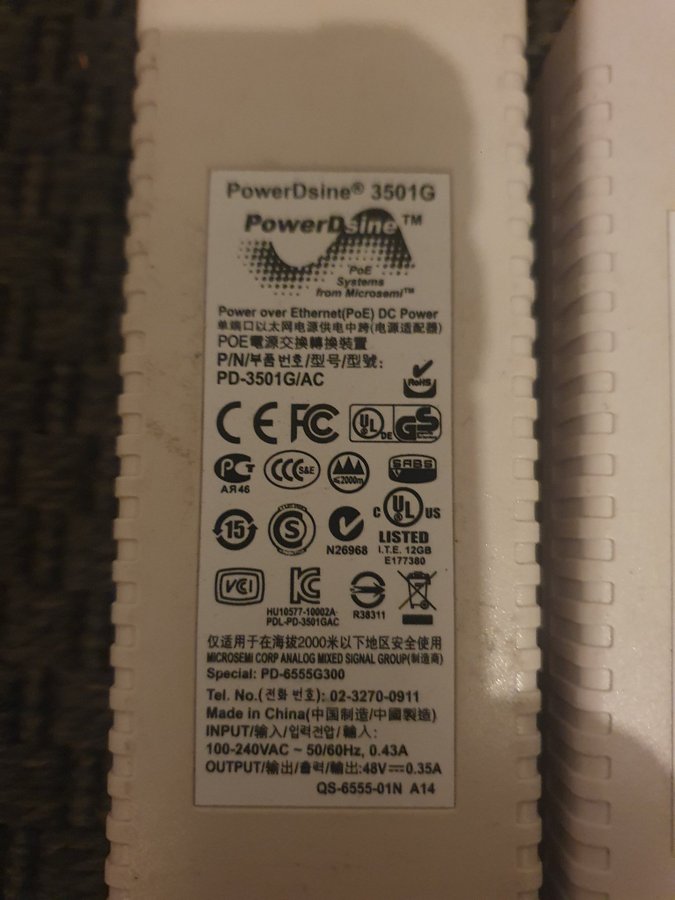 PowerDsine® 3501G
PowerDsine™
PoE
Systems
from Microsemi™
Power over Ethernet(PoE) DC Power
单端口以太网电源供电中跨(电源适配器)
POE電源交換轉換裝置
P/N/部品번호/型号/型號:
PD-3501G/AC
RoHS
CE FC UL DE GS
PCT CCC S&E ≤2000m SABS
АЯ46
15 S N26968 C UL US
LISTED
I.T.E. 12GB
E177380
VCI KC R38311
HU10577-10002A
PDL-PD-3501GAC
仅适用于在海拔2000米以下地区安全使用
MICROSEMI CORP ANALOG MIXED SIGNAL GROUP(制造商)
Special: PD-6555G300
Tel. No.(전화 번호): 02-3270-0911
Made in China(中国制造/中國製造)
INPUT/输入/입력전압/輸入:
100-240VAC ~ 50/60Hz, 0.43A
OUTPUT/输出/출력/輸出:48V⎓0.35A
QS-6555-01N A14